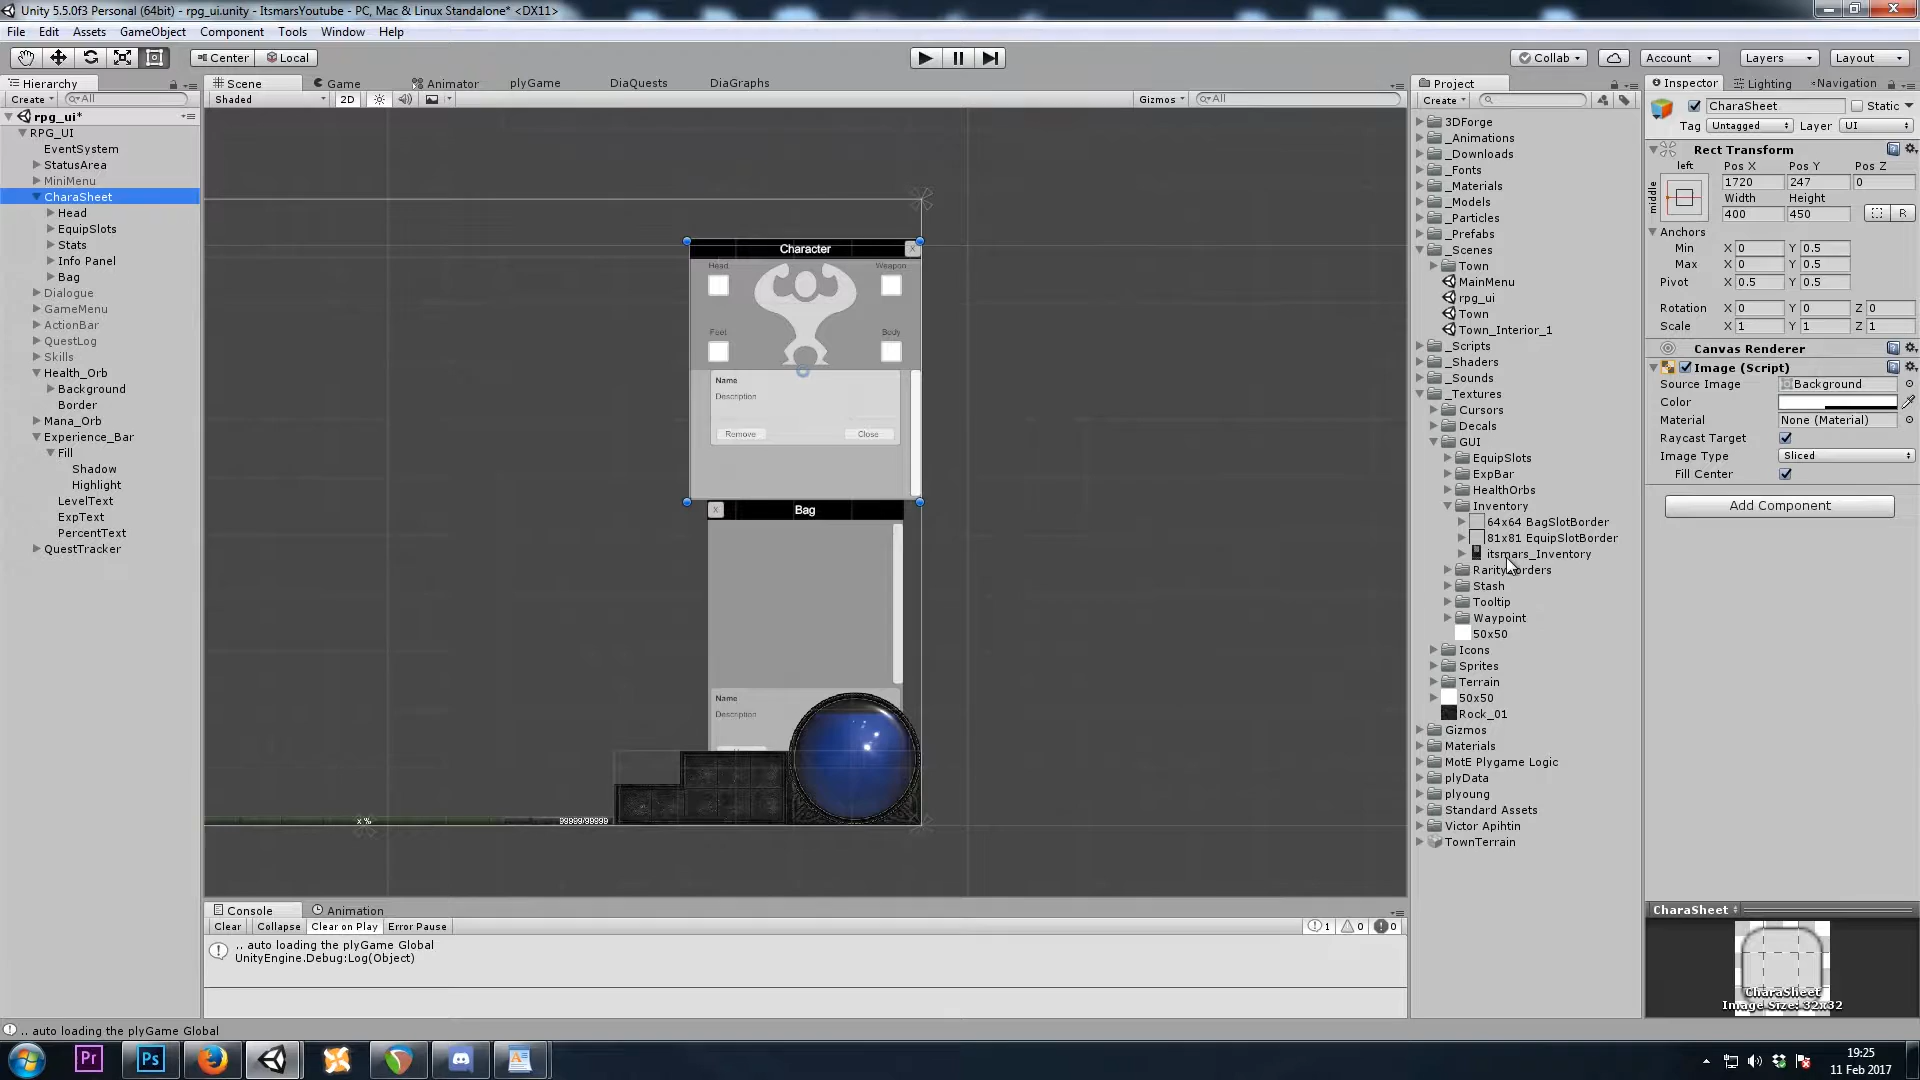 Unity 5.5.0f3 Personal (64bit) - rpg_ui.unity - ItsmarsYoutube - PC, Mac & Linux Standalone* <DX11>
File Edit Assets GameObject Component Tools Window Help
Center Local Collab Account Layers Layout
Hierarchy
Create All
rpg_ui*
RPG_UI
EventSystem
StatusArea
MiniMenu
CharaSheet
Head
EquipSlots
Stats
Info Panel
Bag
Dialogue
GameMenu
ActionBar
QuestLog
Skills
Health_Orb
Background
Border
Mana_Orb
Experience_Bar
Fill
Shadow
Highlight
LevelText
ExpText
PercentText
QuestTracker
Scene Game Animator plyGame DiaQuests DiaGraphs
Shaded 2D Gizmos All
Character X
Head Weapon
Feet Body
Name
Description
Remove Close
X Bag
Name
Description
x % 99999/99999
Console Animation
Clear Collapse Clear on Play Error Pause 1 0 0
.. auto loading the plyGame Global
UnityEngine.Debug:Log(Object)
.. auto loading the plyGame Global
Project
Create
3DForge
_Animations
_Downloads
_Fonts
_Materials
_Models
_Particles
_Prefabs
_Scenes
Town
MainMenu
rpg_ui
Town
Town_Interior_1
_Scripts
_Shaders
_Sounds
_Textures
Cursors
Decals
GUI
EquipSlots
ExpBar
HealthOrbs
Inventory
64x64 BagSlotBorder
81x81 EquipSlotBorder
itsmars_Inventory
RarityBorders
Stash
Tooltip
Waypoint
50x50
Icons
Sprites
Terrain
50x50
Rock_01
Gizmos
Materials
MotE Plygame Logic
plyData
plyoung
Standard Assets
Victor Apihtin
TownTerrain
Inspector Lighting Navigation
CharaSheet Static
Tag Untagged Layer UI
Rect Transform
left Pos X Pos Y Pos Z
middle 1720 247 0
Width Height
400 450 R
Anchors
Min X 0 Y 0.5
Max X 0 Y 0.5
Pivot X 0.5 Y 0.5
Rotation X 0 Y 0 Z 0
Scale X 1 Y 1 Z 1
Canvas Renderer
Image (Script)
Source Image Background
Color
Material None (Material)
Raycast Target
Image Type Sliced
Fill Center
Add Component
CharaSheet
CharaSheet
Image Size: 32x32
Pr Ps
19:25
11 Feb 2017